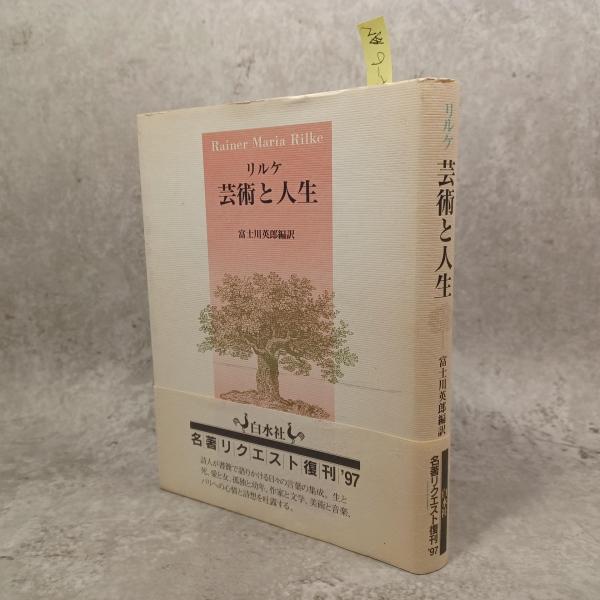 Rainer Maria Rilke
リルケ
芸術と人生
富士川英郎編訳
白水社
名著リクエスト復刊'97
詩人が書簡で語りかける日々の言葉の集成。生と
死、愛と女、孤独と幼年、作家と文学、美術と音楽、
パリへの心情と詩想を吐露する。
リルケ
芸術と人生
富士川英郎編訳
名著リクエスト復刊'97